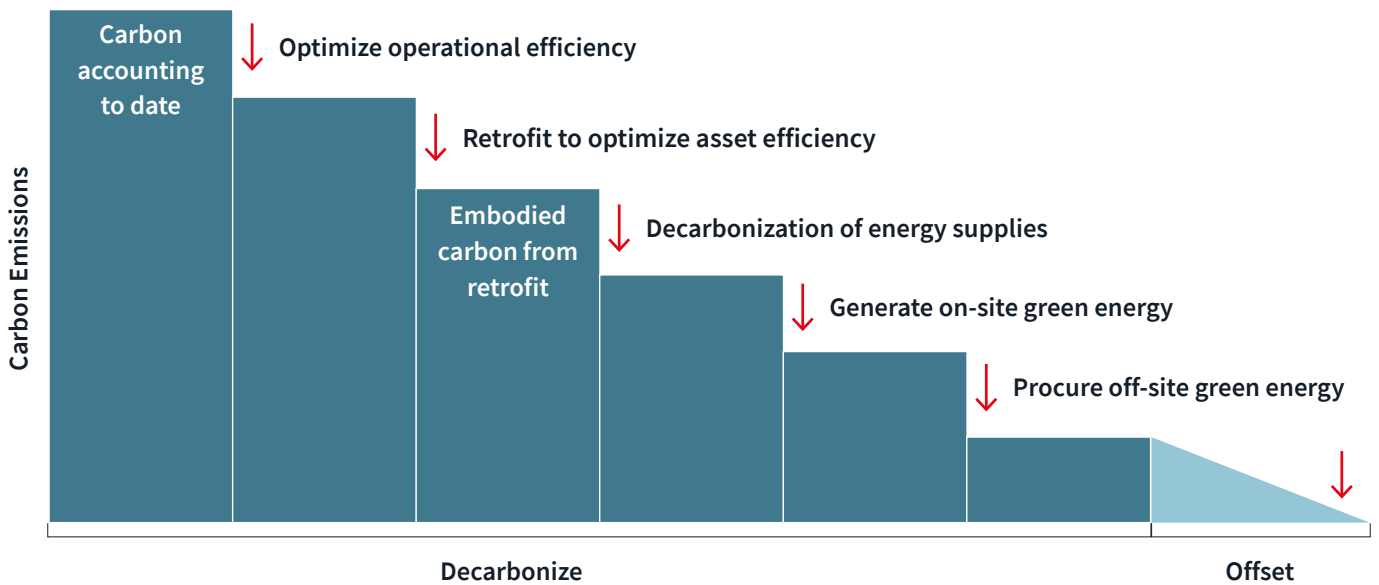 Carbon
accounting
to date
Optimize operational efficiency
Retrofit to optimize asset efficiency
Embodied
carbon from
retrofit
Decarbonization of energy supplies
Generate on-site green energy
Procure off-site green energy
Carbon Emissions
Decarbonize
Offset